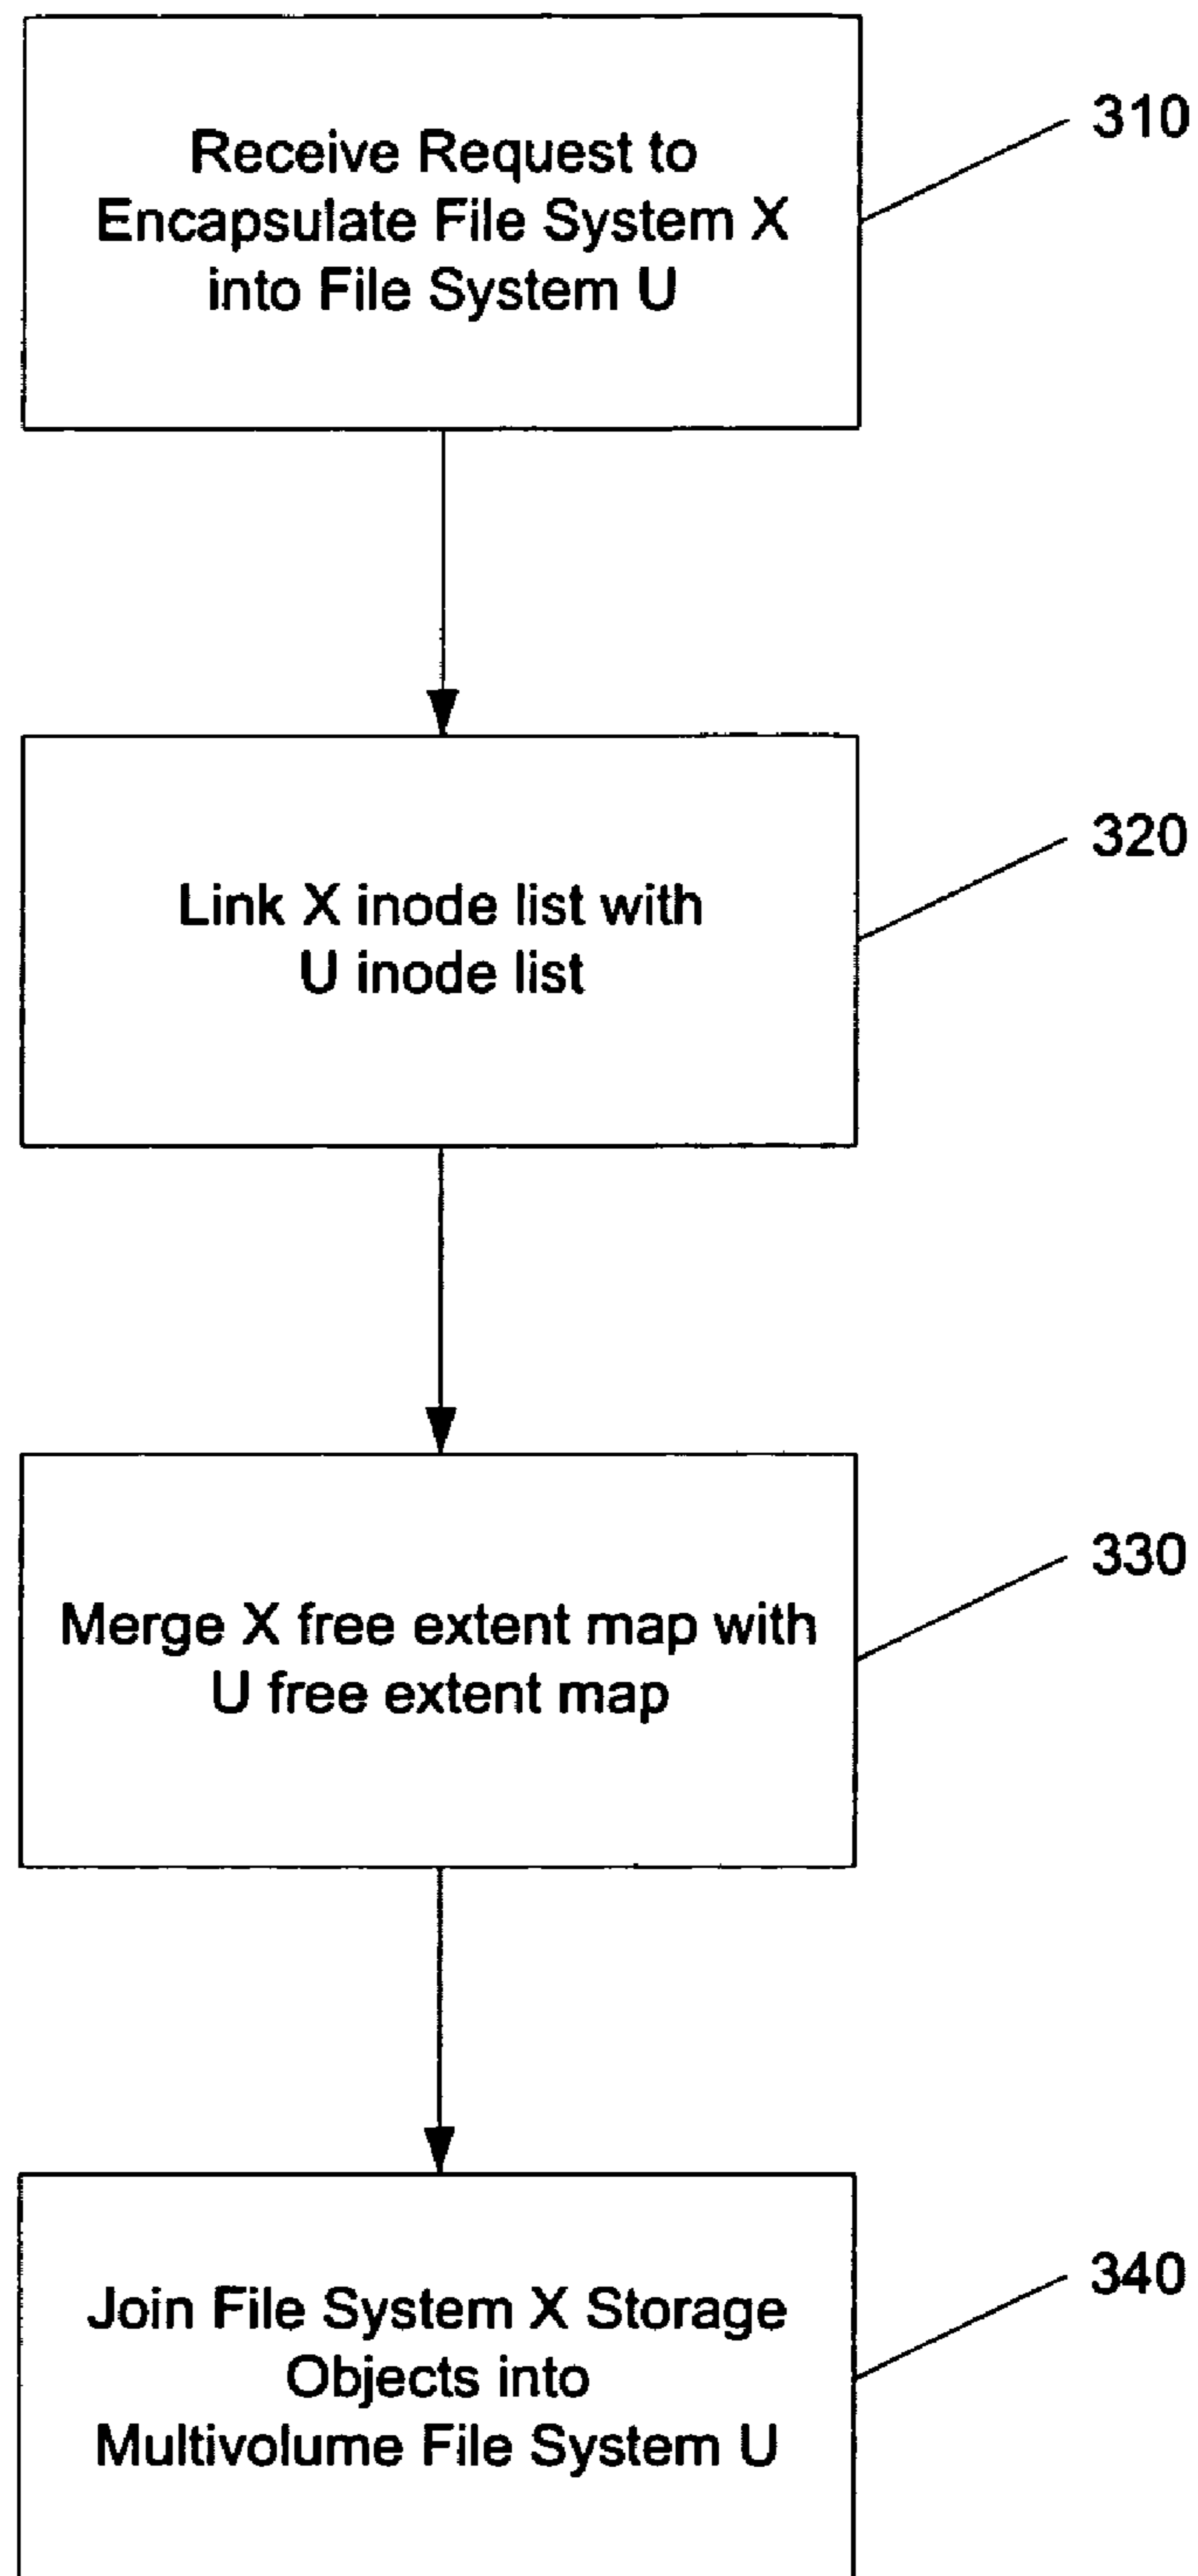 Receive Request to
Encapsulate File System X
into File System U
310
Link X inode list with
U inode list
320
Merge X free extent map with
U free extent map
330
Join File System X Storage
Objects into
Multivolume File System U
340